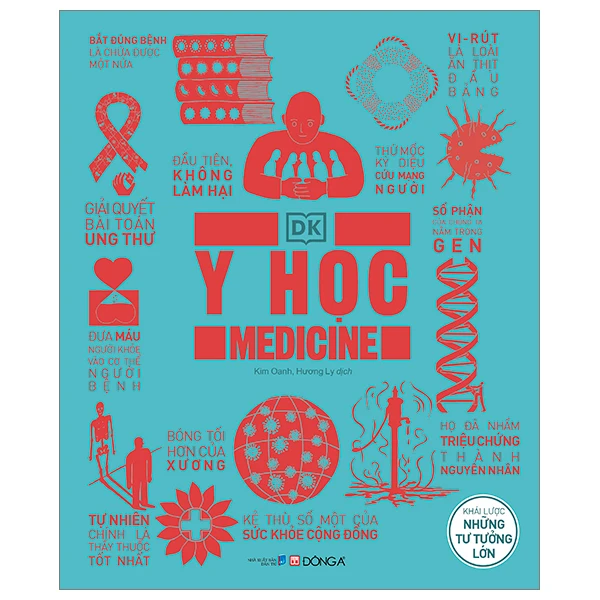 BẮT ĐÚNG BỆNH
LÀ CHỮA ĐƯỢC
MỘT NỬA
VI-RÚT
LÀ LOÀI
ĂN THỊT
ĐẦU
BẢNG
ĐẦU TIÊN,
KHÔNG
LÀM HẠI
THỨ MỐC
KỲ DIỆU
CỨU MẠNG
NGƯỜI
GIẢI QUYẾT
BÀI TOÁN
UNG THƯ
SỐ PHẬN
CỦA CHÚNG TA
NẰM TRONG
GEN
DK
Y HỌC
MEDICINE
Kim Oanh, Hương Ly dịch
ĐƯA MÁU
NGƯỜI KHỎE
VÀO CƠ THỂ
NGƯỜI
BỆNH
BÓNG TỐI
HƠN CỦA
XƯƠNG
HỌ ĐÃ NHẦM
TRIỆU CHỨNG
THÀNH
NGUYÊN NHÂN
TỰ NHIÊN
CHÍNH LÀ
THẦY THUỐC
TỐT NHẤT
KẺ THÙ SỐ MỘT CỦA
SỨC KHỎE CỘNG ĐỒNG
KHÁI LƯỢC
NHỮNG
TƯ TƯỞNG
LỚN
NHÀ XUẤT BẢN
DÂN TRÍ
ĐÔNG A